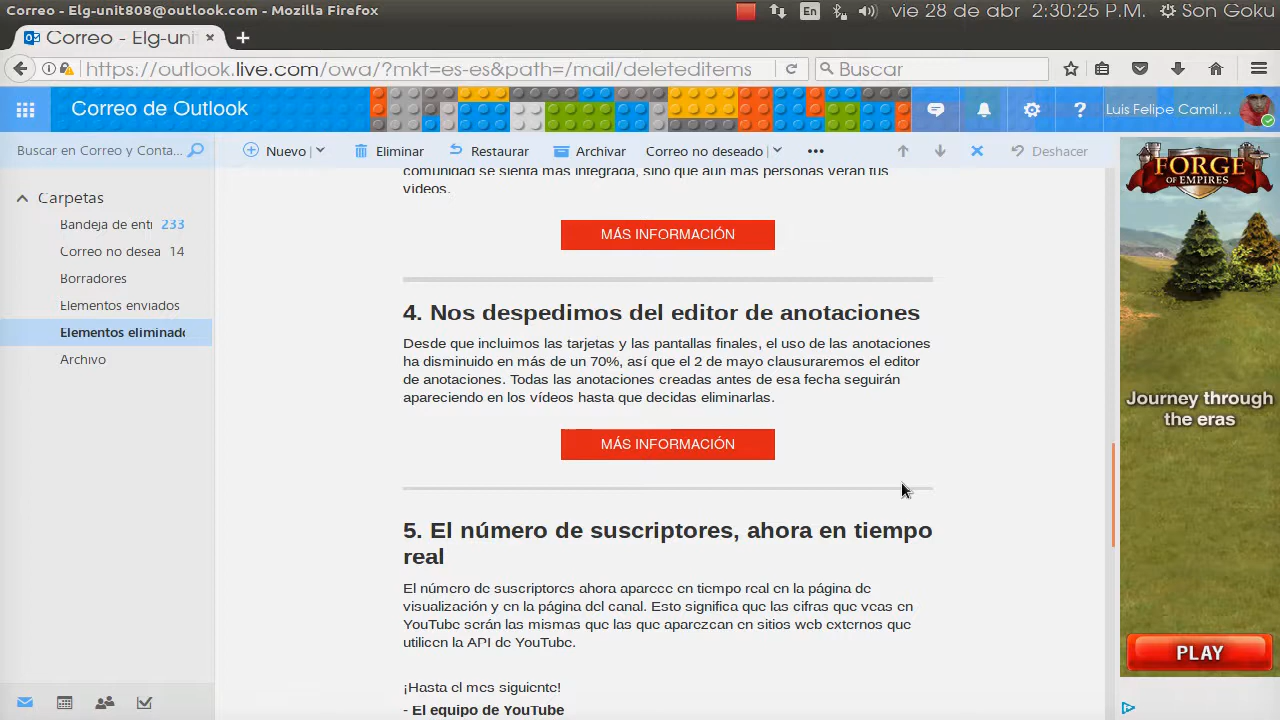 Correo - Elg-unit808@outlook.com - Mozilla Firefox
En
vie 28 de abr 2:30:25 P.M.
Son Goku
Correo - Elg-unit
https://outlook.live.com/owa/?mkt=es-es&path=/mail/deleteditems
Buscar
Correo de Outlook
Luis Felipe Camil...
Buscar en Correo y Conta...
Nuevo
Eliminar
Restaurar
Archivar
Correo no deseado
Deshacer
Carpetas
Bandeja de ent 233
Correo no desea 14
Borradores
Elementos enviados
Elementos eliminado
Archivo
comunidad se sienta más integrada, sino que aún más personas verán tus
vídeos.
MÁS INFORMACIÓN
4. Nos despedimos del editor de anotaciones
Desde que incluimos las tarjetas y las pantallas finales, el uso de las anotaciones
ha disminuido en más de un 70%, así que el 2 de mayo clausuraremos el editor
de anotaciones. Todas las anotaciones creadas antes de esa fecha seguirán
apareciendo en los vídeos hasta que decidas eliminarlas.
MÁS INFORMACIÓN
5. El número de suscriptores, ahora en tiempo
real
El número de suscriptores ahora aparece en tiempo real en la página de
visualización y en la página del canal. Esto significa que las cifras que veas en
YouTube serán las mismas que las que aparezcan en sitios web externos que
utilicen la API de YouTube.
¡Hasta el mes siguiente!
- El equipo de YouTube
FORGE
OF EMPIRES
Journey through
the eras
PLAY